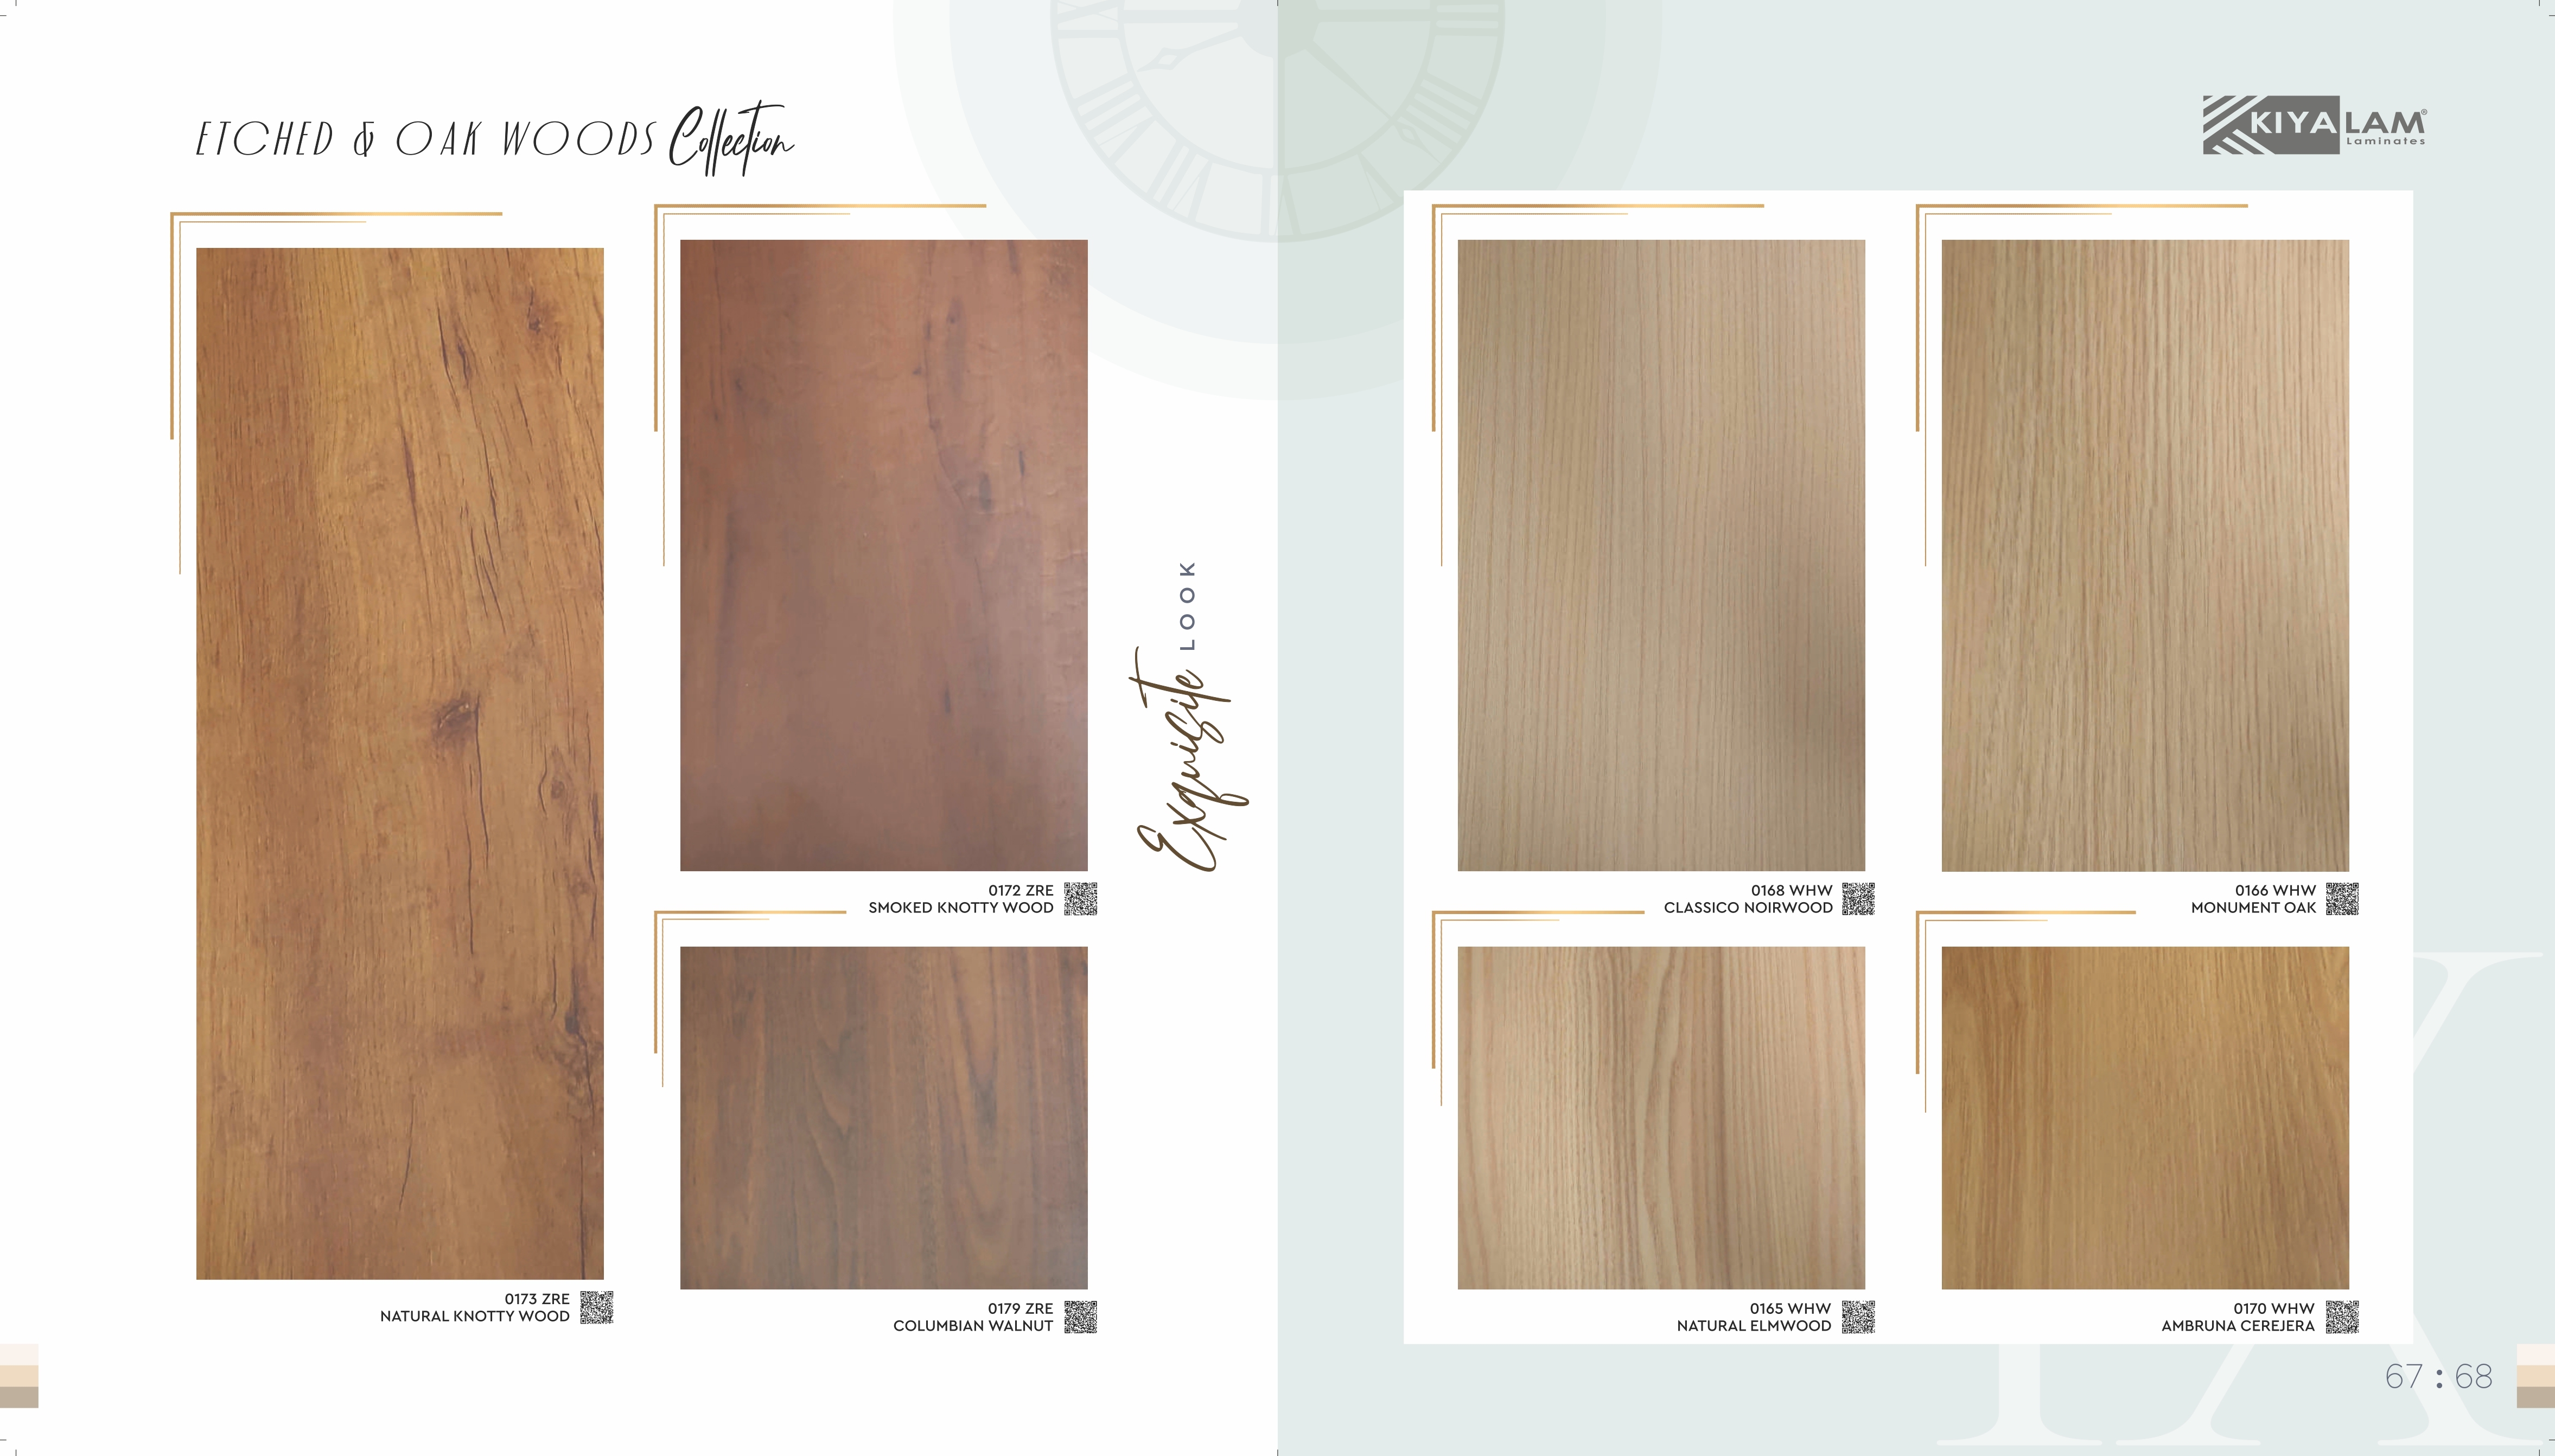 ETCHED & OAK WOODS Collection
KIYALAM®
Laminates
0173 ZRE
NATURAL KNOTTY WOOD
0172 ZRE
SMOKED KNOTTY WOOD
0179 ZRE
COLUMBIAN WALNUT
Exquisite LOOK
0168 WHW
CLASSICO NOIRWOOD
0166 WHW
MONUMENT OAK
0165 WHW
NATURAL ELMWOOD
0170 WHW
AMBRUNA CEREJERA
67:68